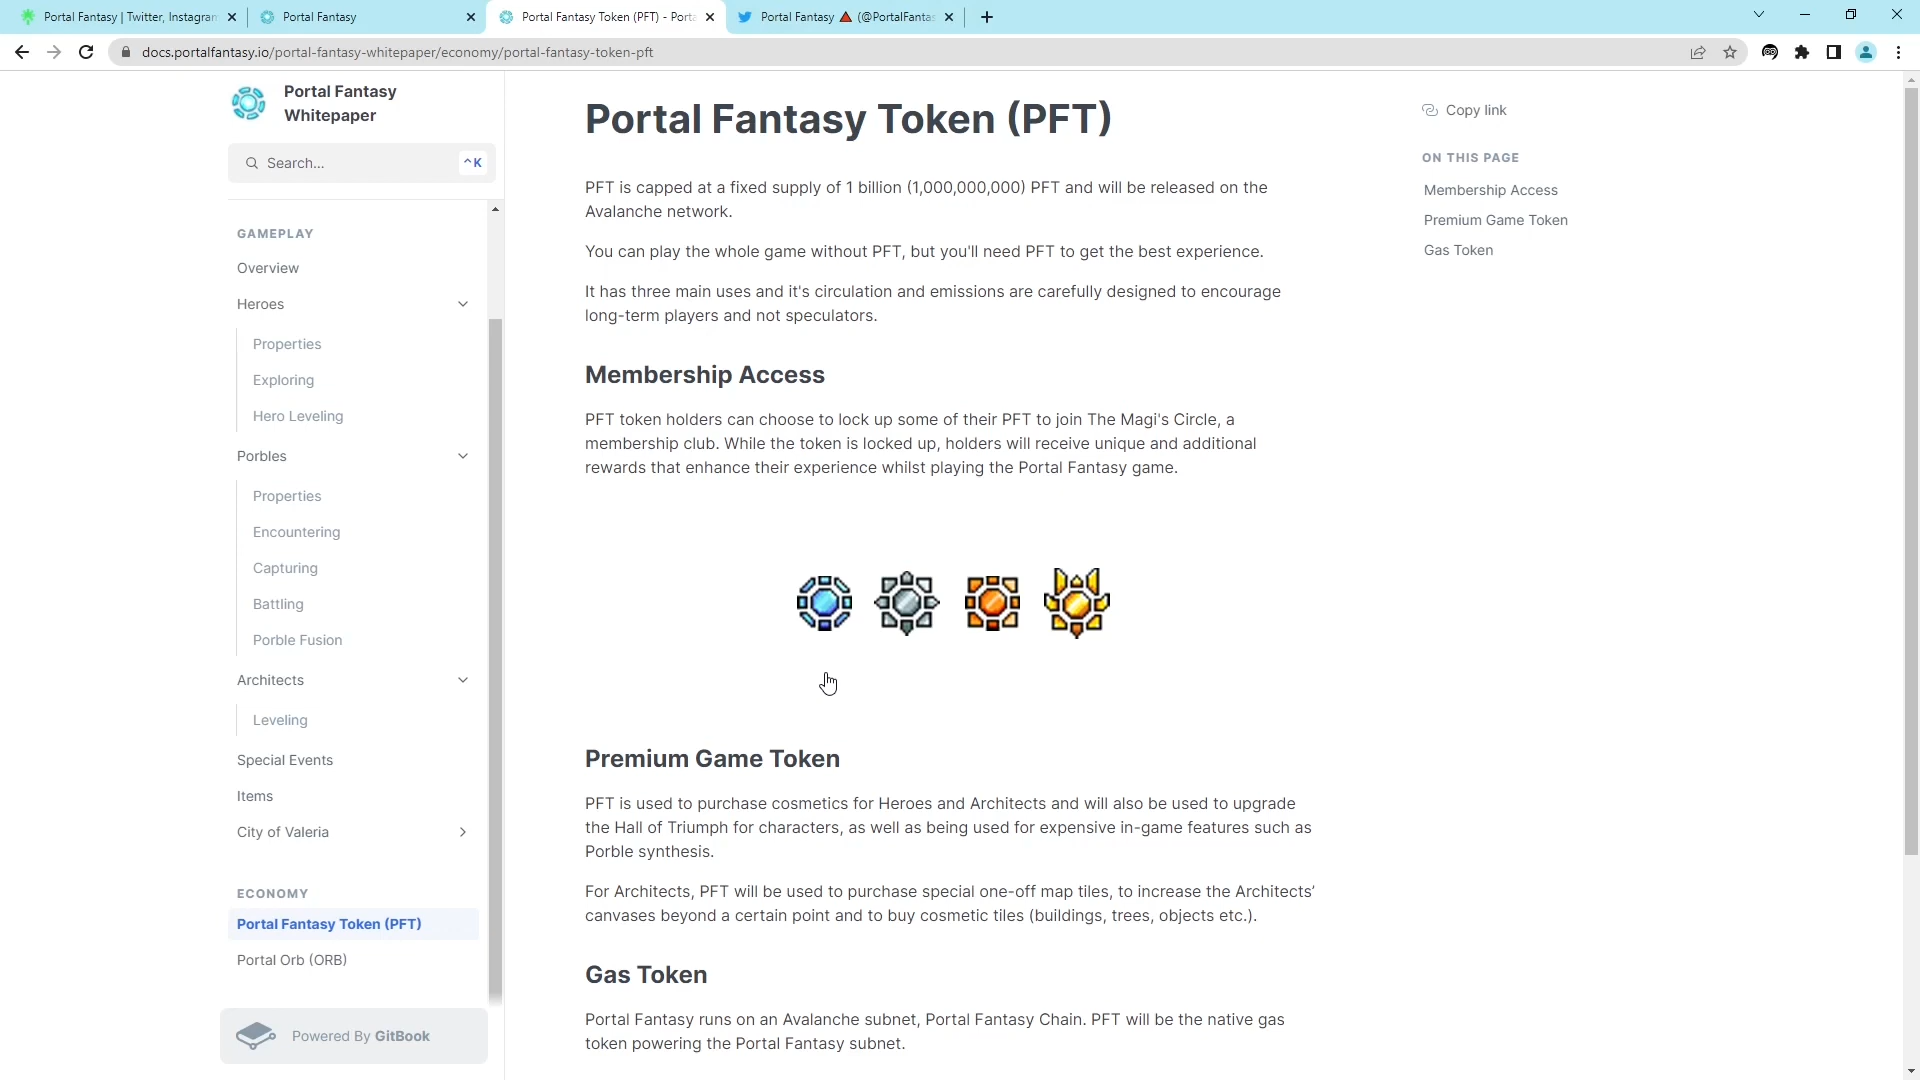 Portal Fantasy | Twitter, Instagram
Portal Fantasy
Portal Fantasy Token (PFT) - Porta
Portal Fantasy 🔺 (@PortalFantas
docs.portalfantasy.io/portal-fantasy-whitepaper/economy/portal-fantasy-token-pft
Portal Fantasy
Whitepaper
Search...
^K
GAMEPLAY
Overview
Heroes
Properties
Exploring
Hero Leveling
Porbles
Properties
Encountering
Capturing
Battling
Porble Fusion
Architects
Leveling
Special Events
Items
City of Valeria
ECONOMY
Portal Fantasy Token (PFT)
Portal Orb (ORB)
Powered By GitBook
Portal Fantasy Token (PFT)
PFT is capped at a fixed supply of 1 billion (1,000,000,000) PFT and will be released on the
Avalanche network.
You can play the whole game without PFT, but you'll need PFT to get the best experience.
It has three main uses and it's circulation and emissions are carefully designed to encourage
long-term players and not speculators.
Membership Access
PFT token holders can choose to lock up some of their PFT to join The Magi's Circle, a
membership club. While the token is locked up, holders will receive unique and additional
rewards that enhance their experience whilst playing the Portal Fantasy game.
Premium Game Token
PFT is used to purchase cosmetics for Heroes and Architects and will also be used to upgrade
the Hall of Triumph for characters, as well as being used for expensive in-game features such as
Porble synthesis.
For Architects, PFT will be used to purchase special one-off map tiles, to increase the Architects'
canvases beyond a certain point and to buy cosmetic tiles (buildings, trees, objects etc.).
Gas Token
Portal Fantasy runs on an Avalanche subnet, Portal Fantasy Chain. PFT will be the native gas
token powering the Portal Fantasy subnet.
Copy link
ON THIS PAGE
Membership Access
Premium Game Token
Gas Token